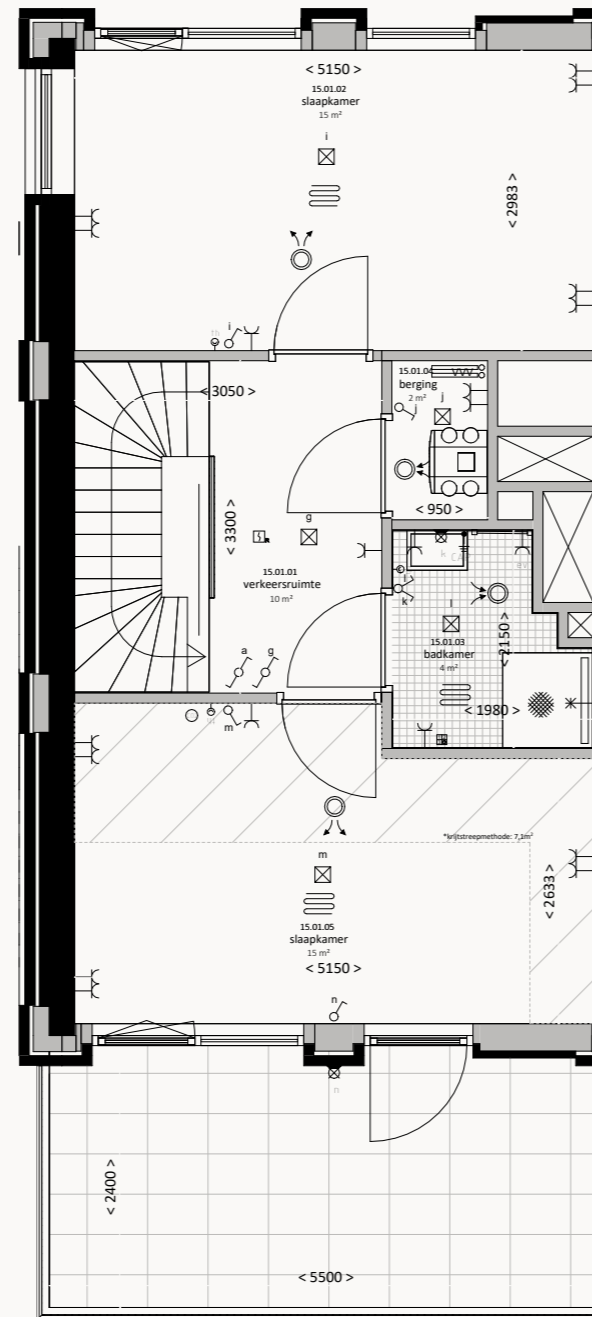 < 5150 >
15.01.02
slaapkamer
15 m²
i
< 2983 >
i
< 3050 >
15.01.04
berging
2 m²
j
j
< 950 >
< 3300 >
g
15.01.01
verkeersruimte
10 m²
k
l
k
l
15.01.03
badkamer
4 m²
< 2150 >
< 1980 >
a
g
m
*krijtstreepmethode: 7,1m²
m
15.01.05
slaapkamer
15 m²
< 5150 >
< 2633 >
n
n
< 2400 >
< 5500 >